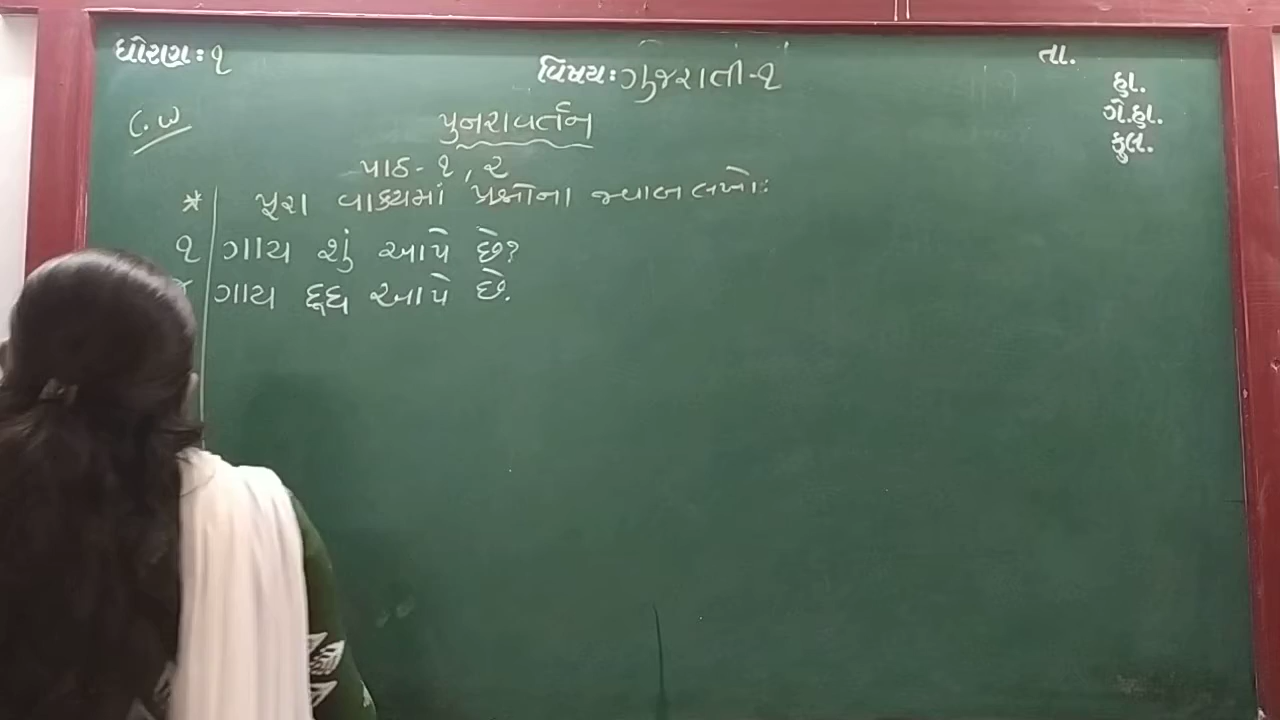 ધોરણ: ૧
વિષય: ગુજરાતી-૧
તા.
હા.
ગે.હા.
કુલ.
C.W
પુનરાવર્તન
પાઠ-૧,૨
* પૂરા વાક્યમાં પ્રશ્નોના જવાબ લખો:
૧ ગાય શું આપે છે?
ગાય દૂધ આપે છે.